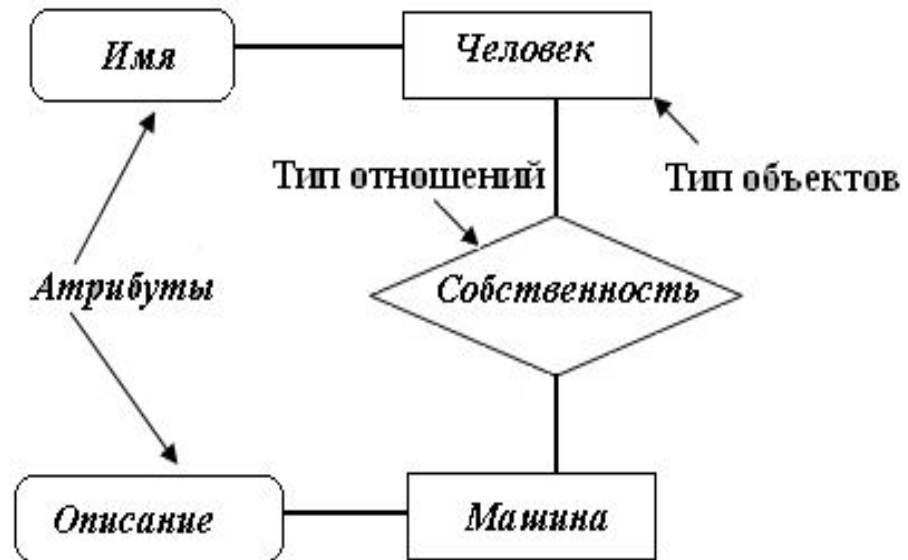 Имя
Человек
Тип отношений
Тип объектов
Атрибуты
Собственность
Описание
Машина